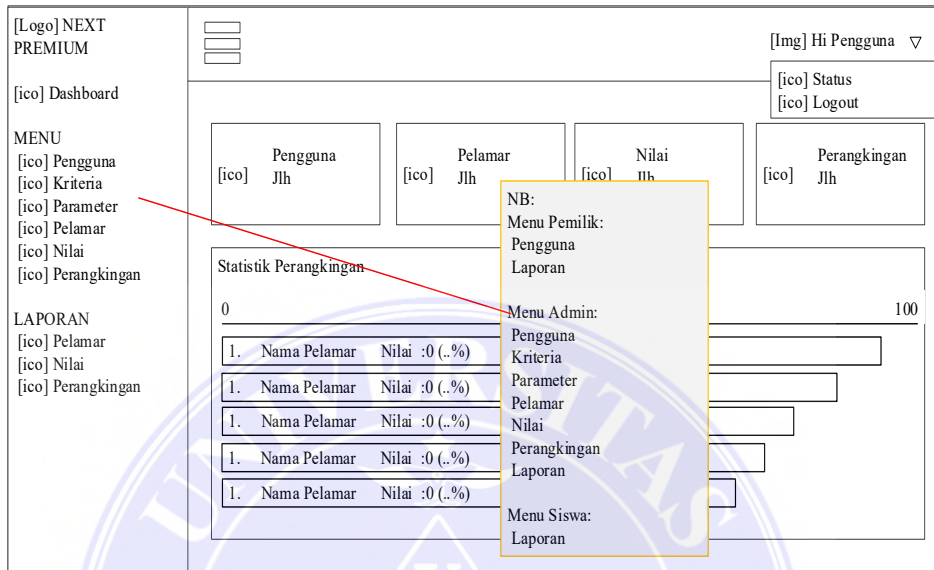 [Logo] NEXT
PREMIUM
[ico] Dashboard
MENU
[ico] Pengguna
[ico] Kriteria
[ico] Parameter
[ico] Pelamar
[ico] Nilai
[ico] Perangkingan
LAPORAN
[ico] Pelamar
[ico] Nilai
[ico] Perangkingan
[Img] Hi Pengguna
[ico] Status
[ico] Logout
Pengguna
[ico] Jlh
Pelamar
[ico] Jlh
Nilai
[ico] Jlh
Perangkingan
[ico] Jlh
Statistik Perangkingan
0 100
1. Nama Pelamar Nilai :0 (..%)
1. Nama Pelamar Nilai :0 (..%)
1. Nama Pelamar Nilai :0 (..%)
1. Nama Pelamar Nilai :0 (..%)
1. Nama Pelamar Nilai :0 (..%)
NB:
Menu Pemilik:
Pengguna
Laporan
Menu Admin:
Pengguna
Kriteria
Parameter
Pelamar
Nilai
Perangkingan
Laporan
Menu Siswa:
Laporan
UNIVERSITAS